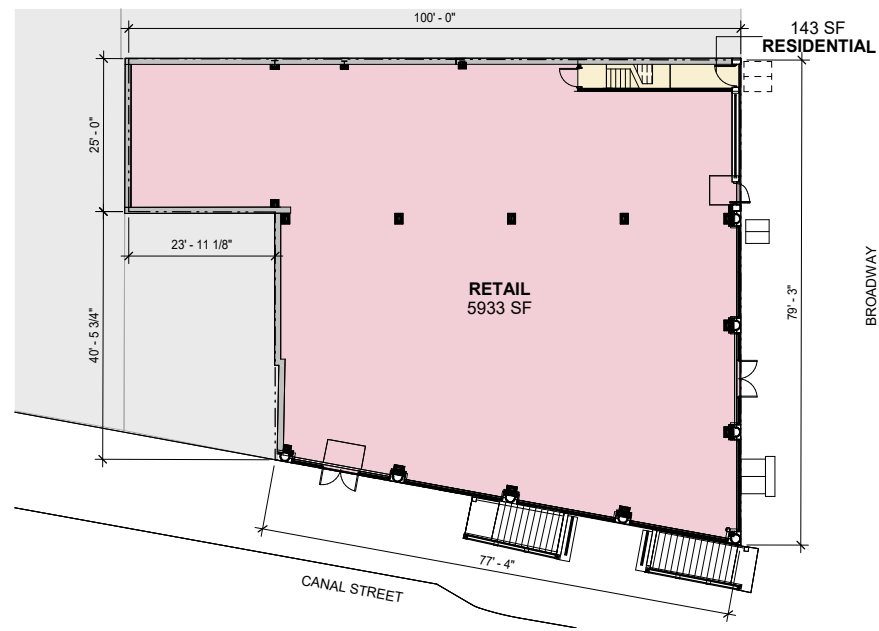 100' - 0"
143 SF
RESIDENTIAL
25' - 0"
23' - 11 1/8"
RETAIL
5933 SF
40' - 5 3/4"
79' - 3"
BROADWAY
77' - 4"
CANAL STREET